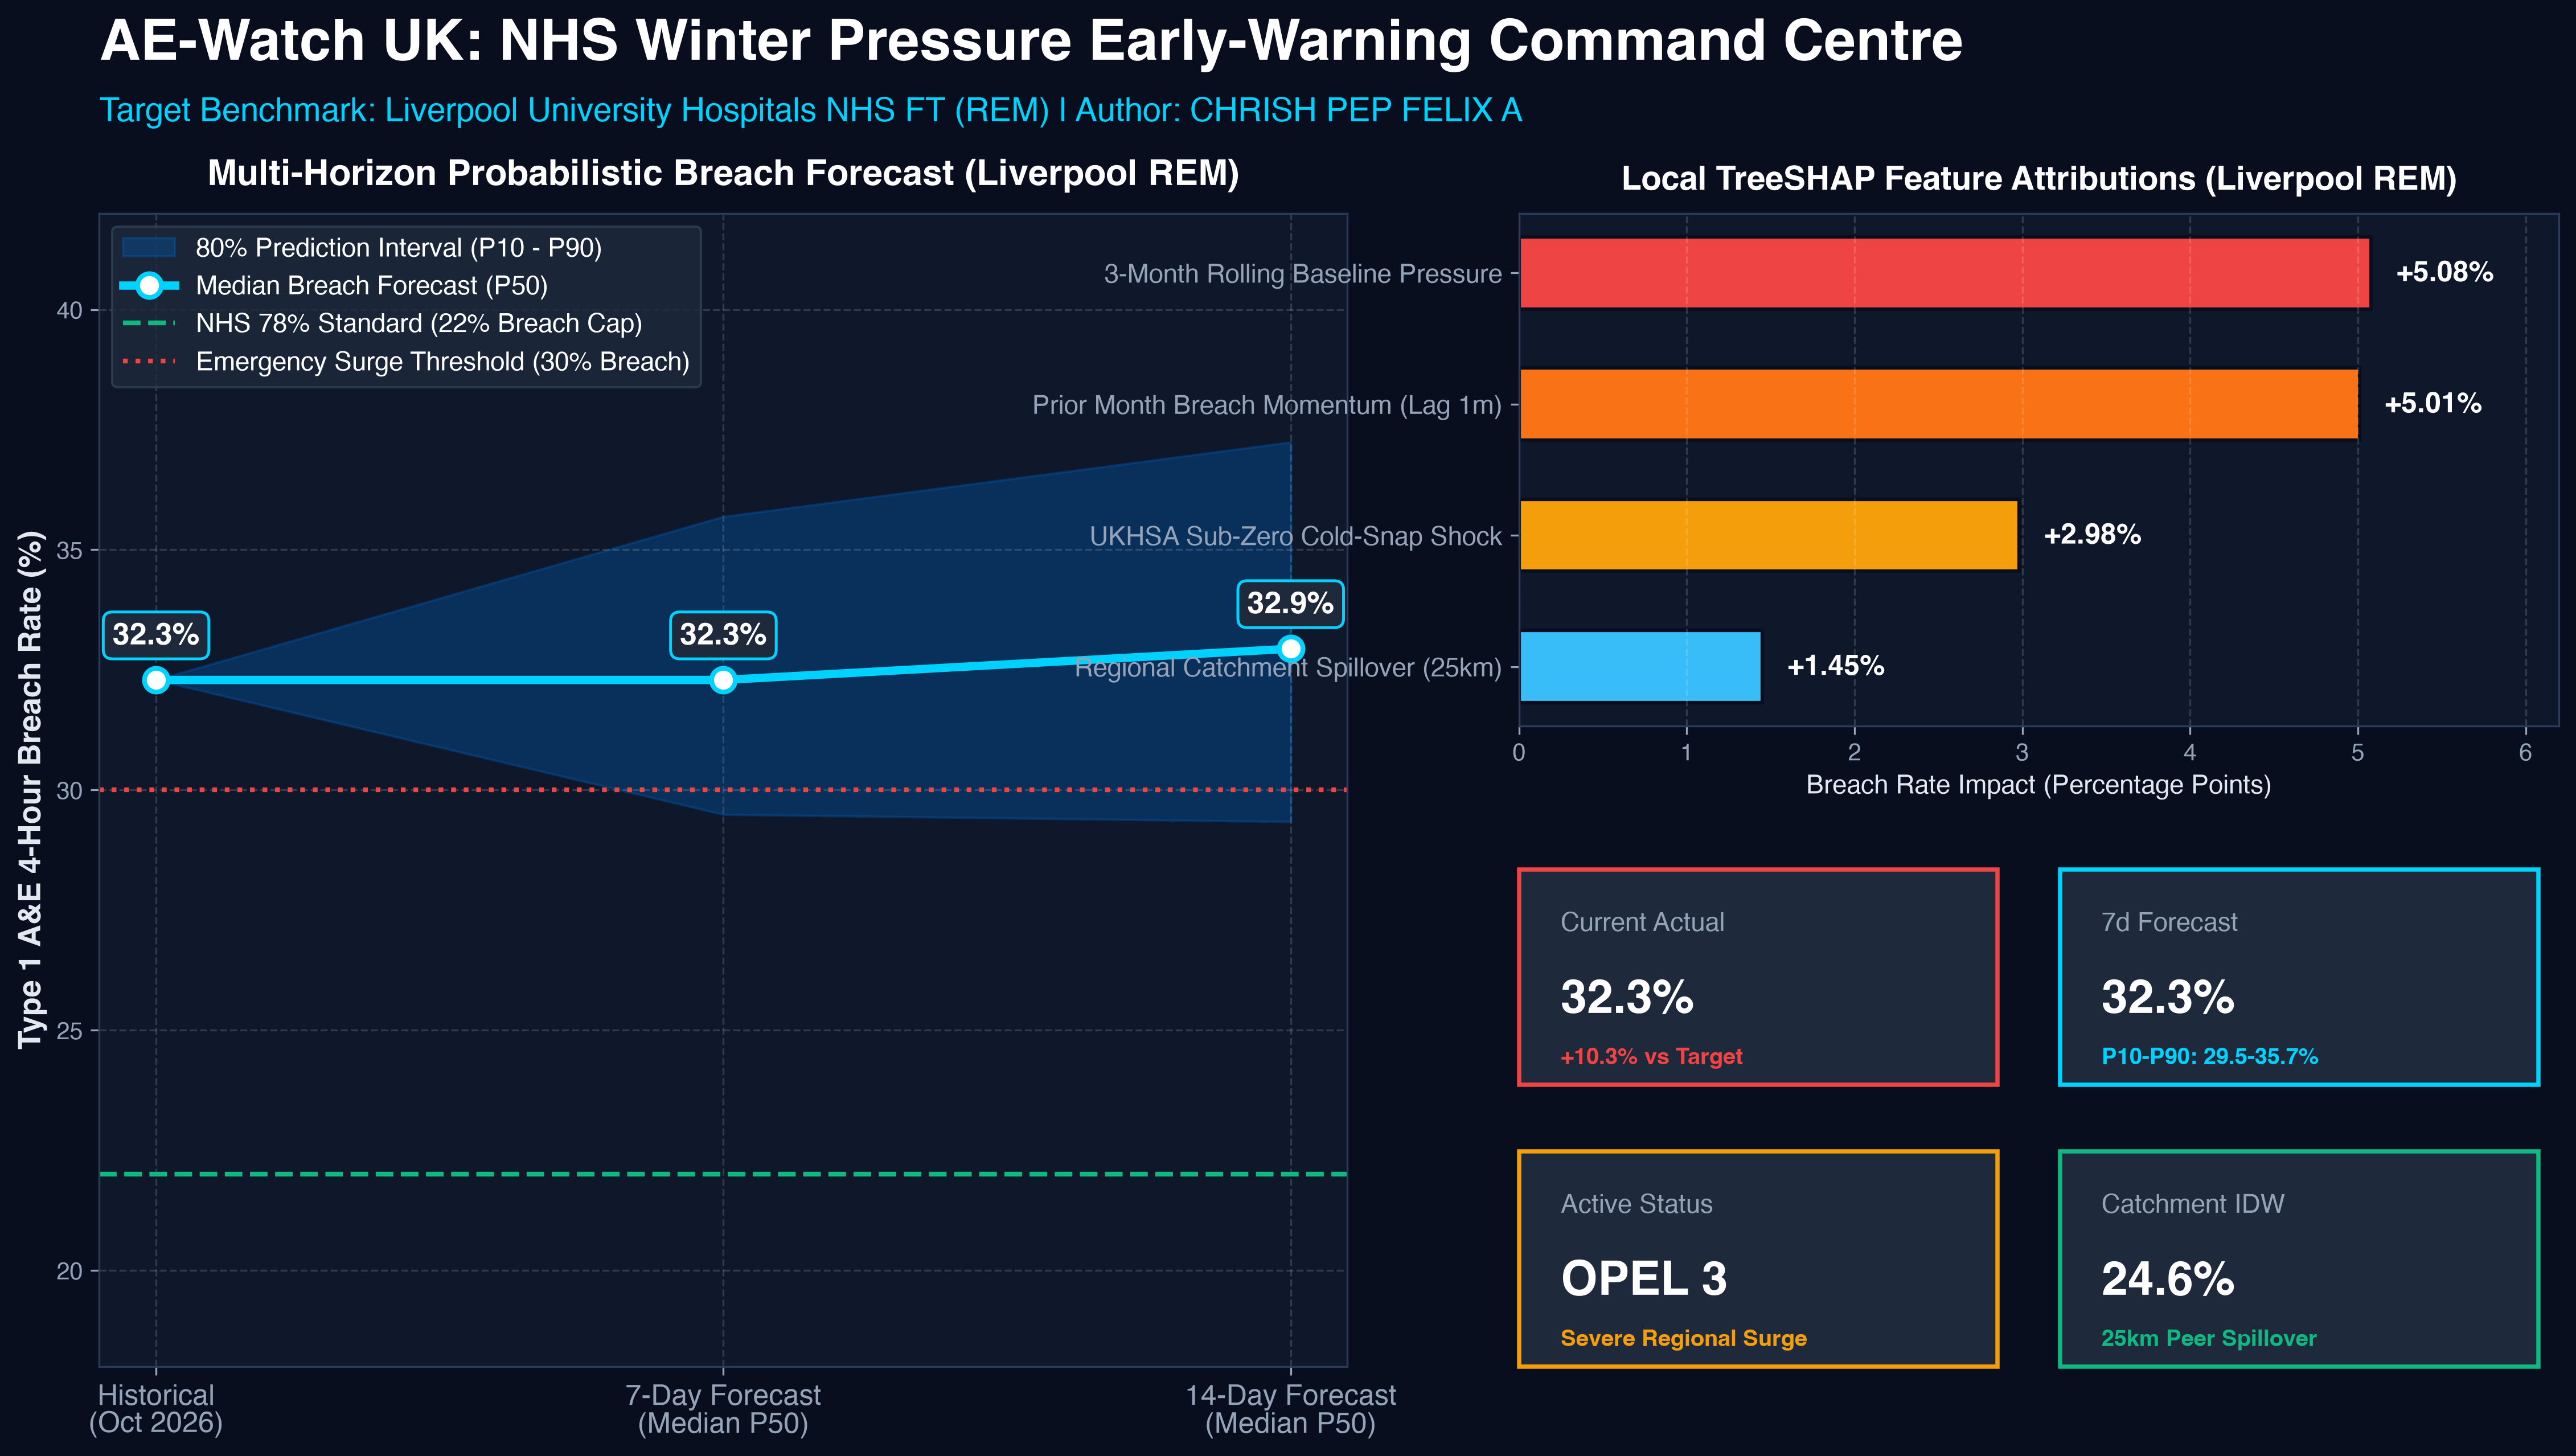 AE-Watch UK: NHS Winter Pressure Early-Warning Command Centre
Target Benchmark: Liverpool University Hospitals NHS FT (REM) | Author: CHRISH PEP FELIX A
Multi-Horizon Probabilistic Breach Forecast (Liverpool REM)
80% Prediction Interval (P10 - P90)
Median Breach Forecast (P50)
NHS 78% Standard (22% Breach Cap)
Emergency Surge Threshold (30% Breach)
Type 1 A&E 4-Hour Breach Rate (%)
40
35
30
25
20
32.3%
32.3%
32.9%
Historical
(Oct 2026)
7-Day Forecast
(Median P50)
14-Day Forecast
(Median P50)
Local TreeSHAP Feature Attributions (Liverpool REM)
3-Month Rolling Baseline Pressure
+5.08%
Prior Month Breach Momentum (Lag 1m)
+5.01%
UKHSA Sub-Zero Cold-Snap Shock
+2.98%
Regional Catchment Spillover (25km)
+1.45%
0 1 2 3 4 5 6
Breach Rate Impact (Percentage Points)
Current Actual
32.3%
+10.3% vs Target
7d Forecast
32.3%
P10-P90: 29.5-35.7%
Active Status
OPEL 3
Severe Regional Surge
Catchment IDW
24.6%
25km Peer Spillover